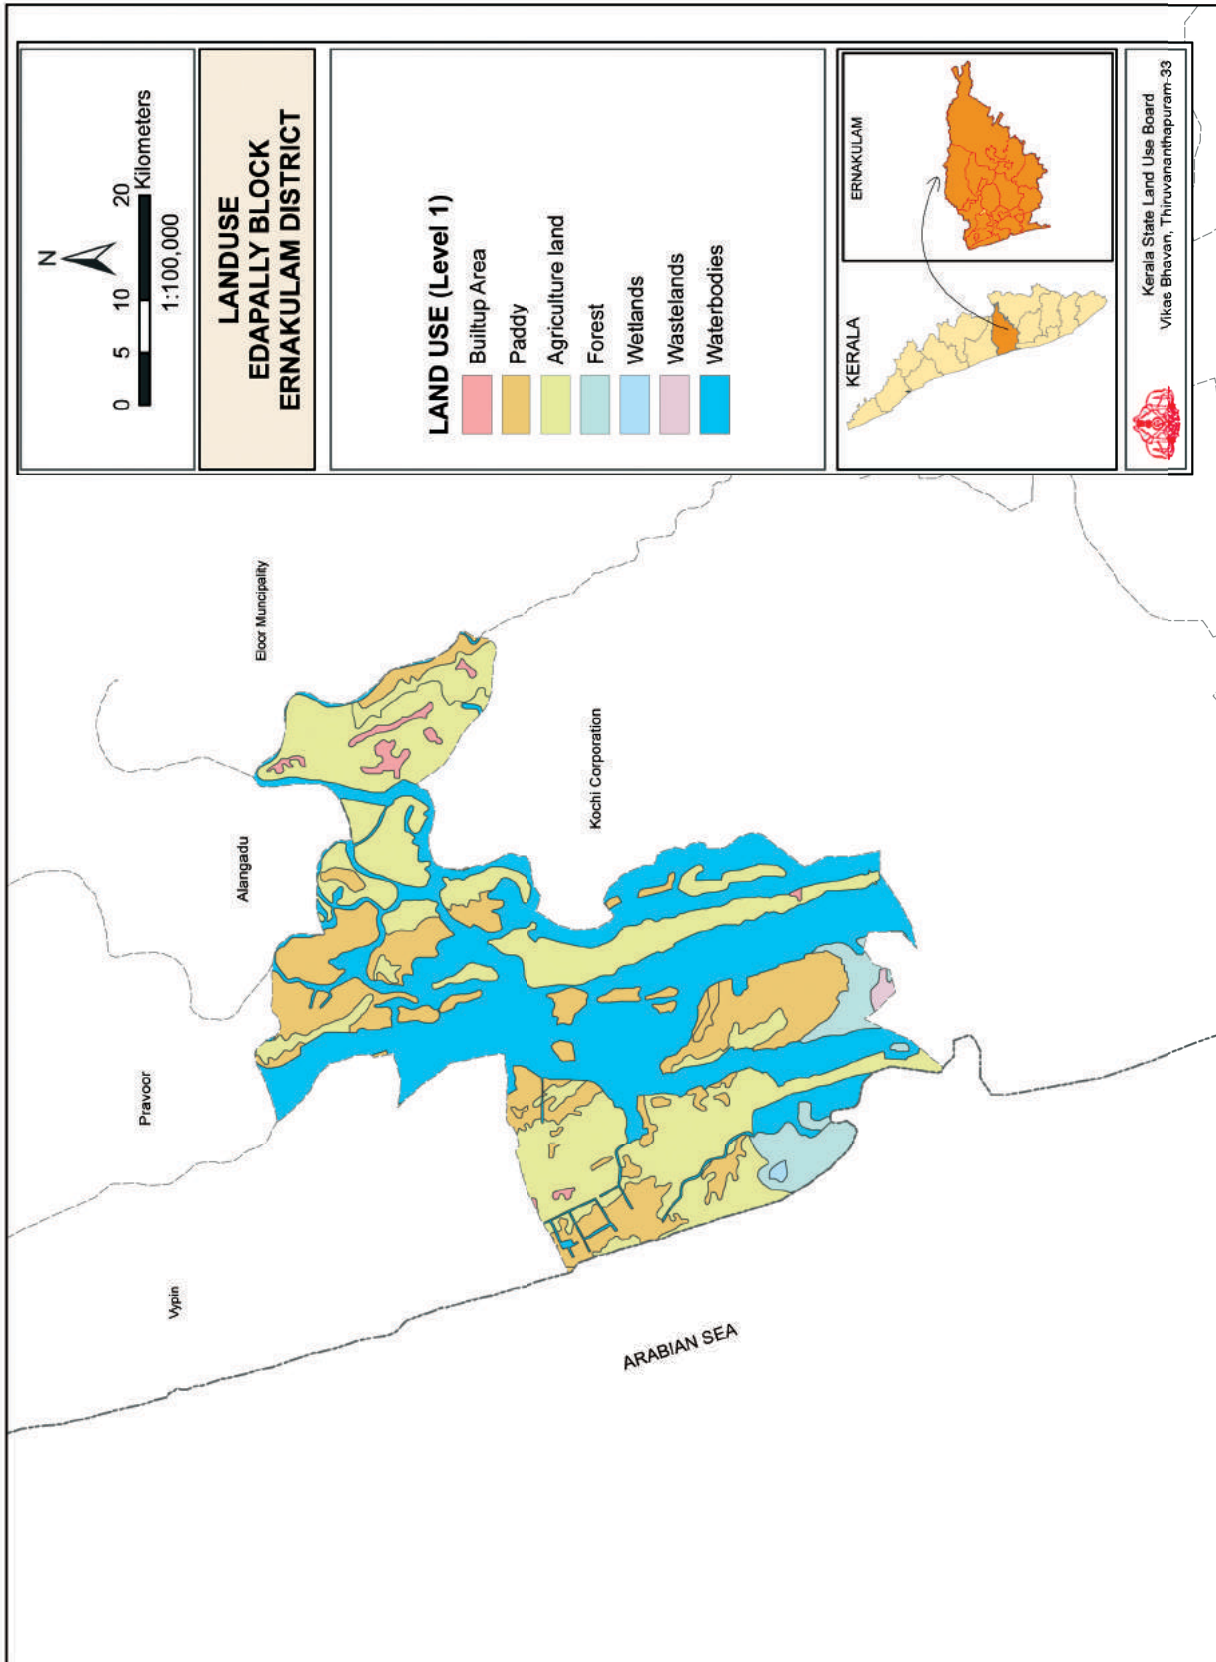 N
0 5 10 20
Kilometers
1:100,000
LANDUSE
EDAPALLY BLOCK
ERNAKULAM DISTRICT
LAND USE (Level 1)
Builtup Area
Paddy
Agriculture land
Forest
Wetlands
Wastelands
Waterbodies
KERALA
ERNAKULAM
Kerala State Land Use Board
Vikas Bhavan, Thiruvananthapuram-33
Eloor Muncipality
Alangadu
Kochi Corporation
Pravoor
Vypin
ARABIAN SEA